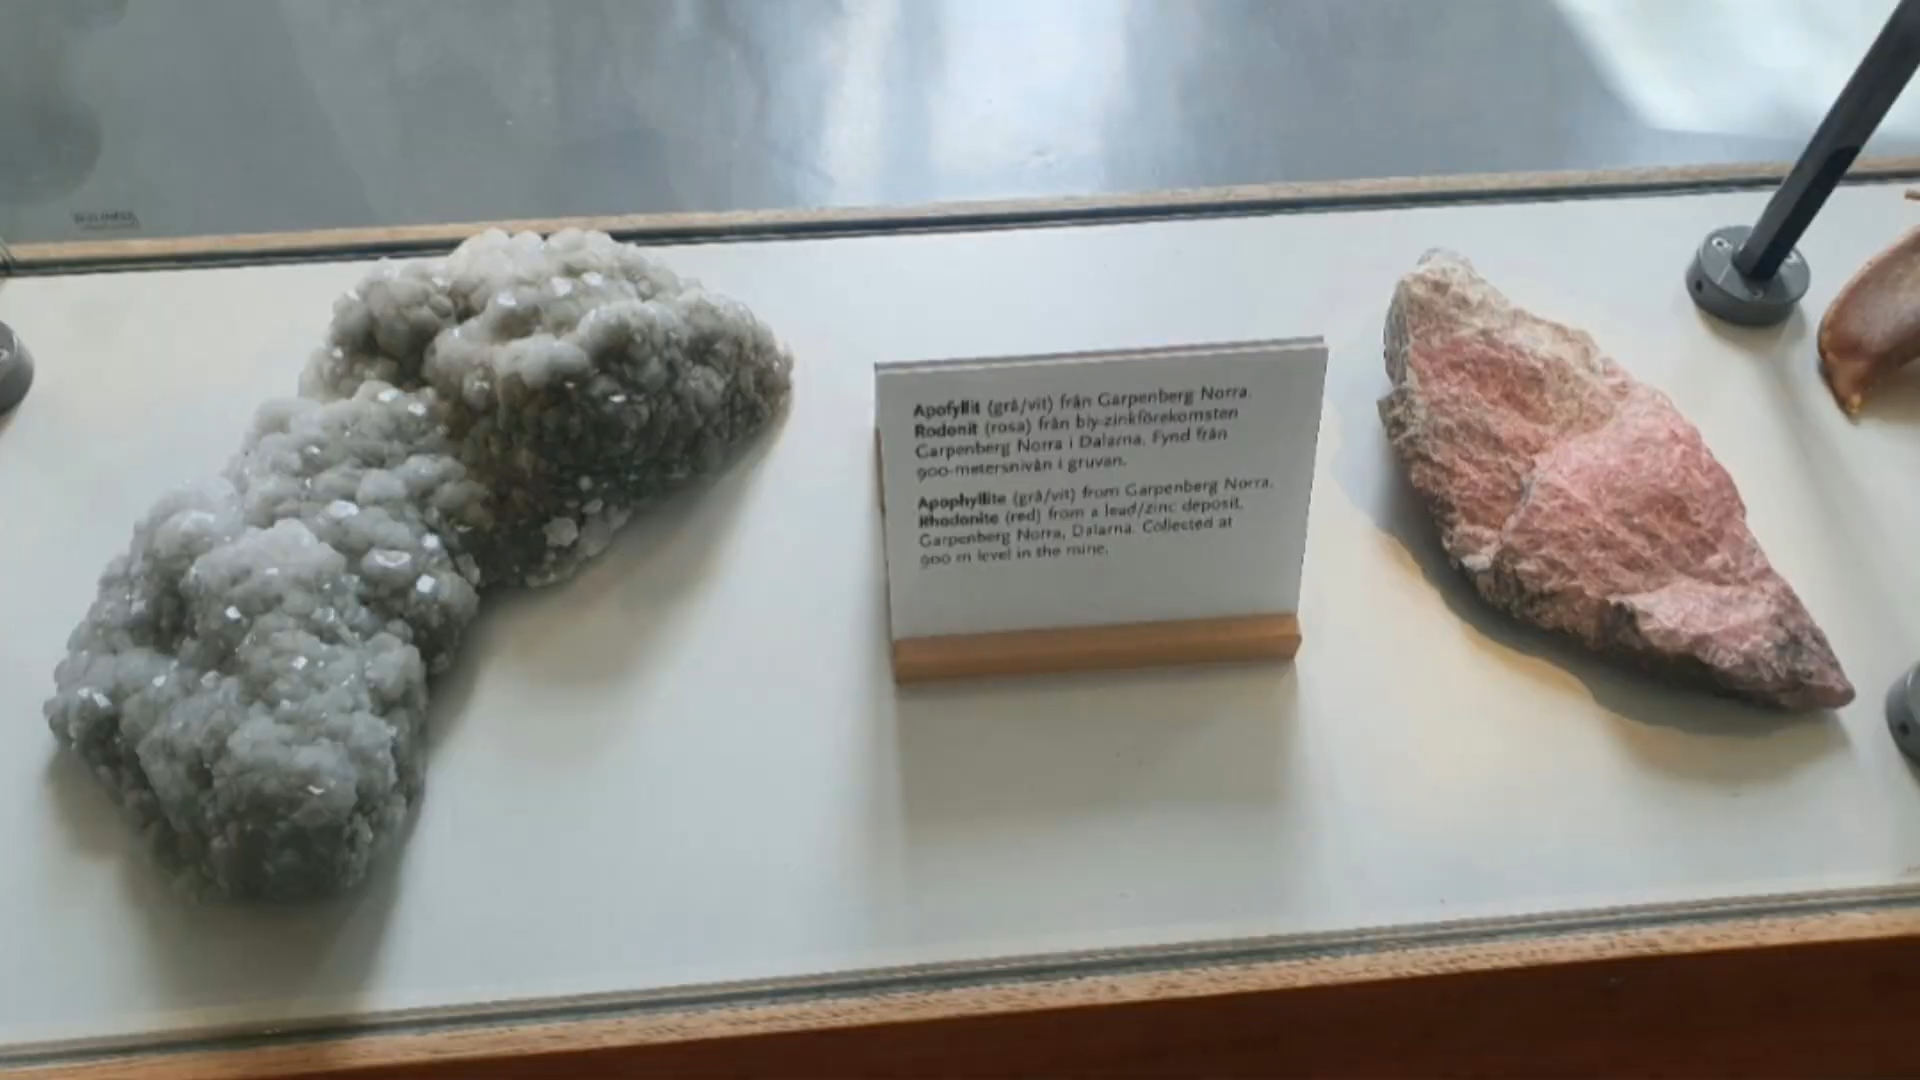 Apofyllit (grå/vit) från Garpenberg Norra.
Rodonit (rosa) från bly-zinkförekomsten
Garpenberg Norra i Dalarna. Fynd från
900-metersnivån i gruvan.
Apophyllite (grå/vit) from Garpenberg Norra.
Rhodonite (red) from a lead/zinc deposit,
Garpenberg Norra, Dalarna. Collected at
900 m level in the mine.